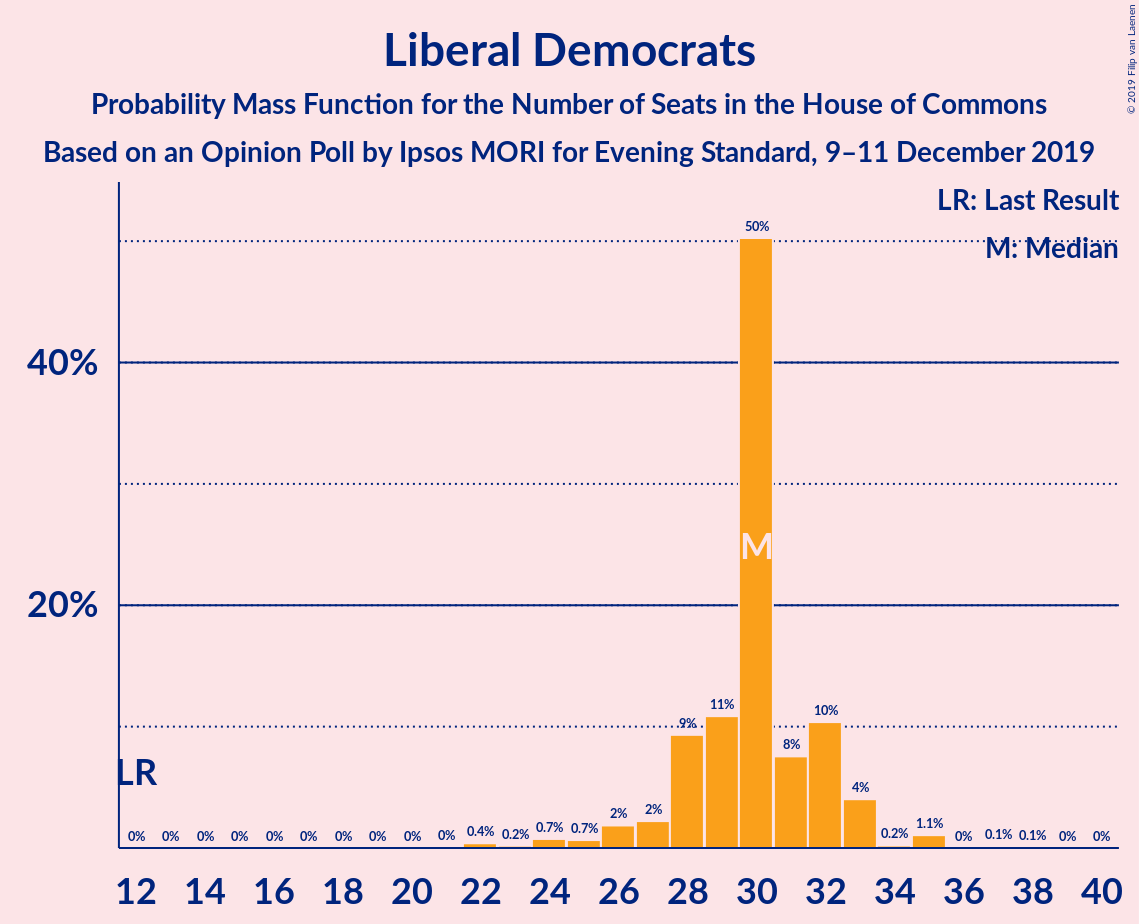 Liberal Democrats
Probability Mass Function for the Number of Seats in the House of Commons
Based on an Opinion Poll by Ipsos MORI for Evening Standard, 9–11 December 2019
© 2019 Filip van Laenen
LR: Last Result
M: Median
50%
40%
M
20%
11%
10%
9%
8%
LR
4%
2%
2%
0% 0% 0% 0% 0% 0% 0% 0% 0% 0% 0.4% 0.2% 0.7% 0.7% 0.2% 1.1% 0% 0.1% 0.1% 0% 0%
12 14 16 18 20 22 24 26 28 30 32 34 36 38 40